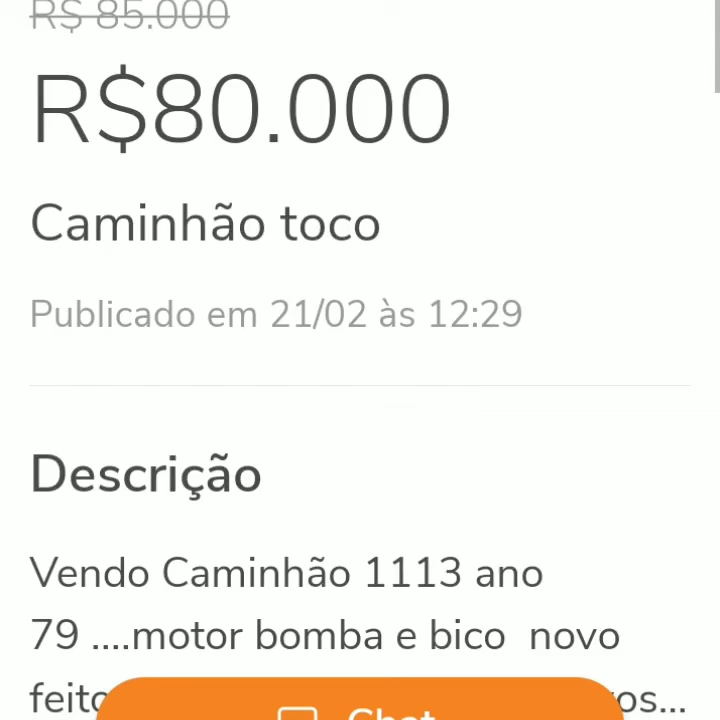 R$ 85.000
R$80.000
Caminhão toco
Publicado em 21/02 às 12:29
Descrição
Vendo Caminhão 1113 ano
79 ....motor bomba e bico novo
Chat